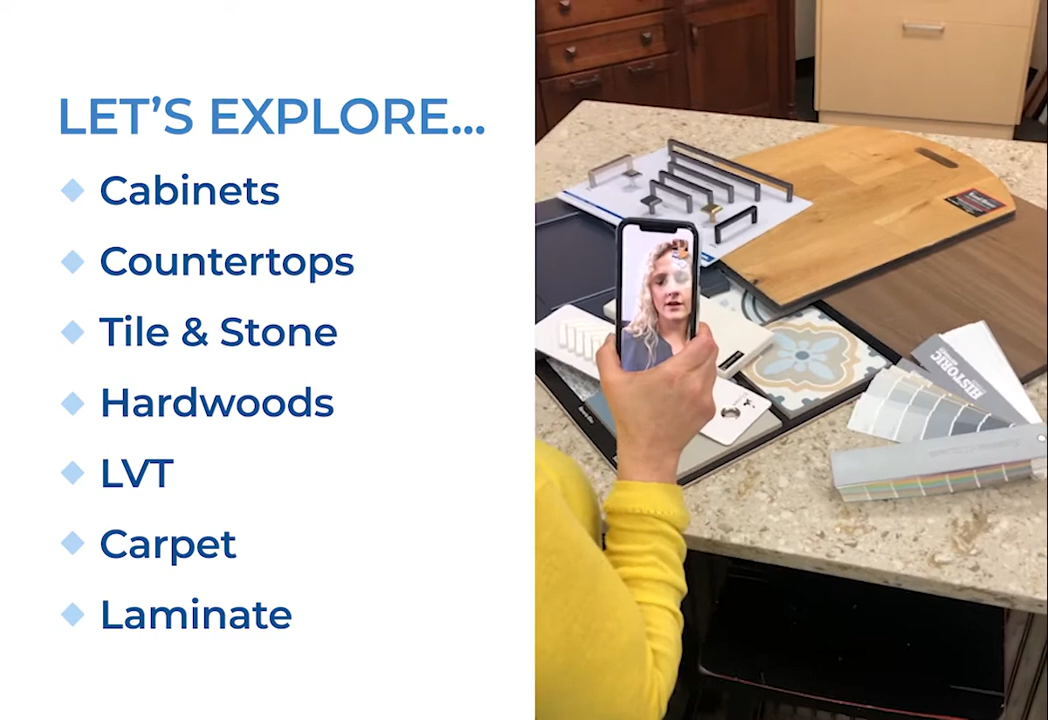 LET'S EXPLORE...
Cabinets
Countertops
Tile & Stone
Hardwoods
LVT
Carpet
Laminate
HISTORIC